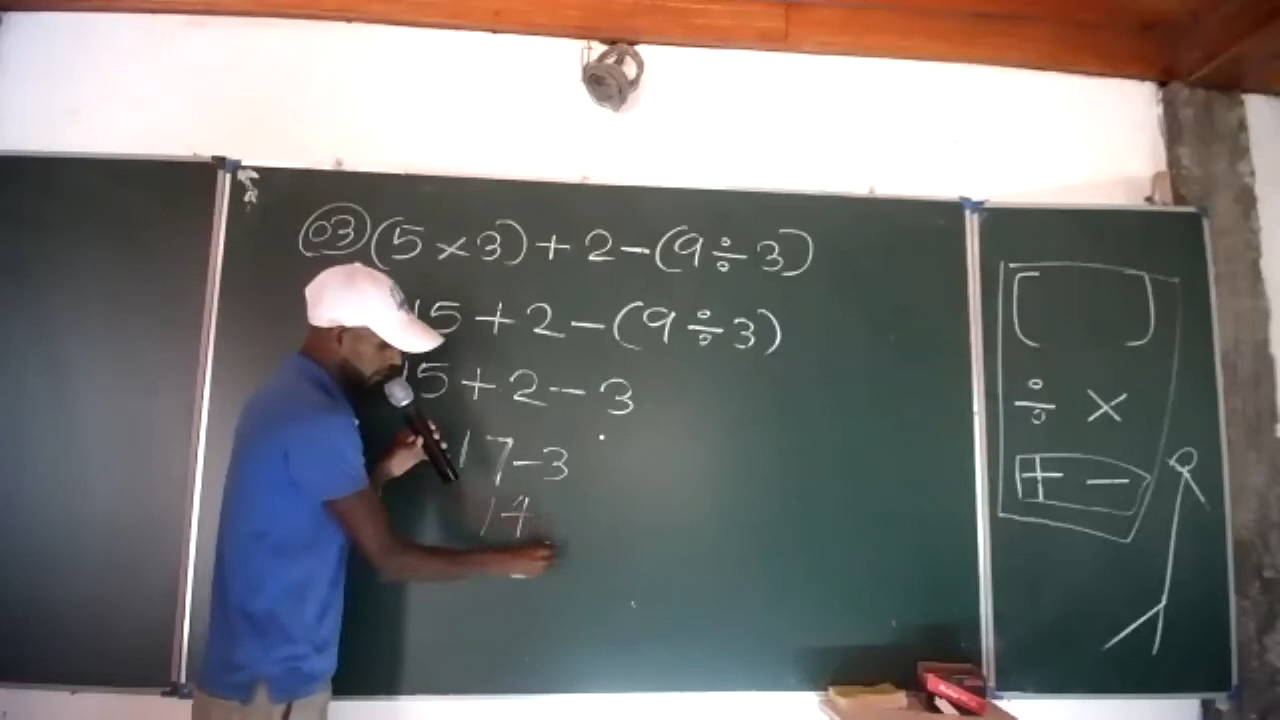 03 (5 × 3) + 2 - (9 ÷ 3)
15 + 2 - (9 ÷ 3)
15 + 2 - 3
17 - 3
14
( )
÷ ×
+ -